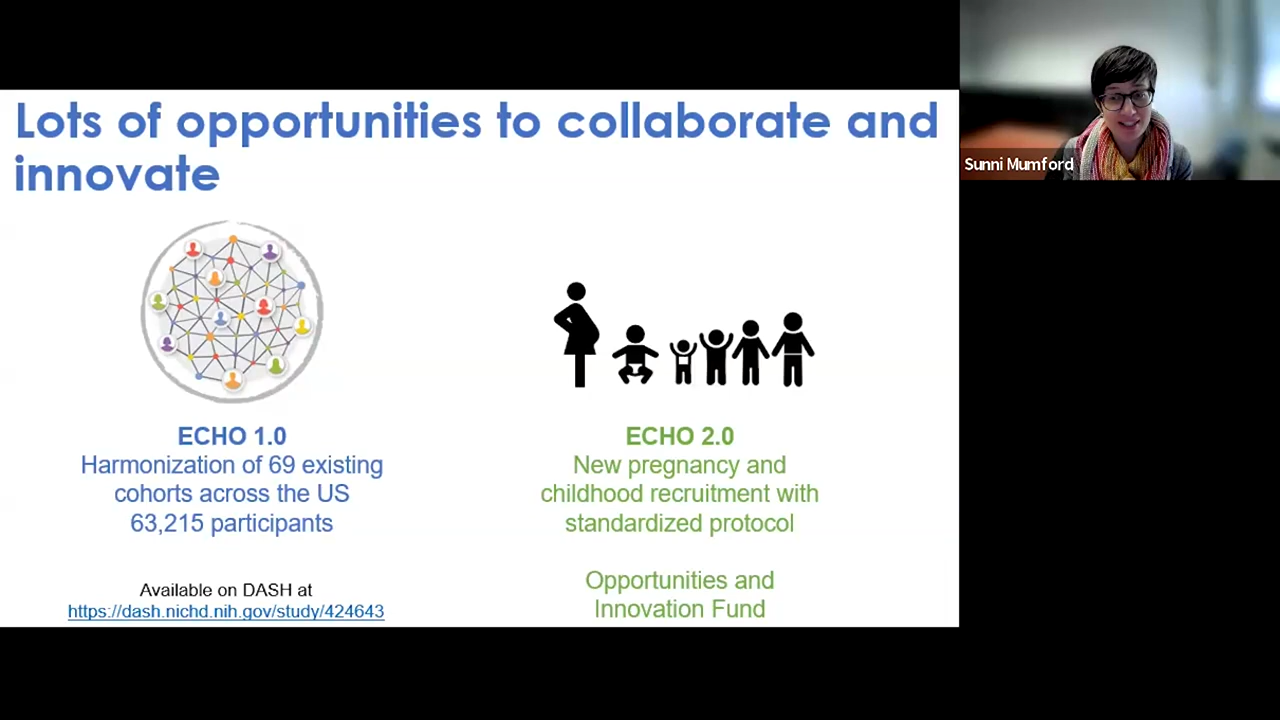 Lots of opportunities to collaborate and
innovate
Sunni Mumford
ECHO 1.0
Harmonization of 69 existing
cohorts across the US
63,215 participants
Available on DASH at
https://dash.nichd.nih.gov/study/424643
ECHO 2.0
New pregnancy and
childhood recruitment with
standardized protocol
Opportunities and
Innovation Fund